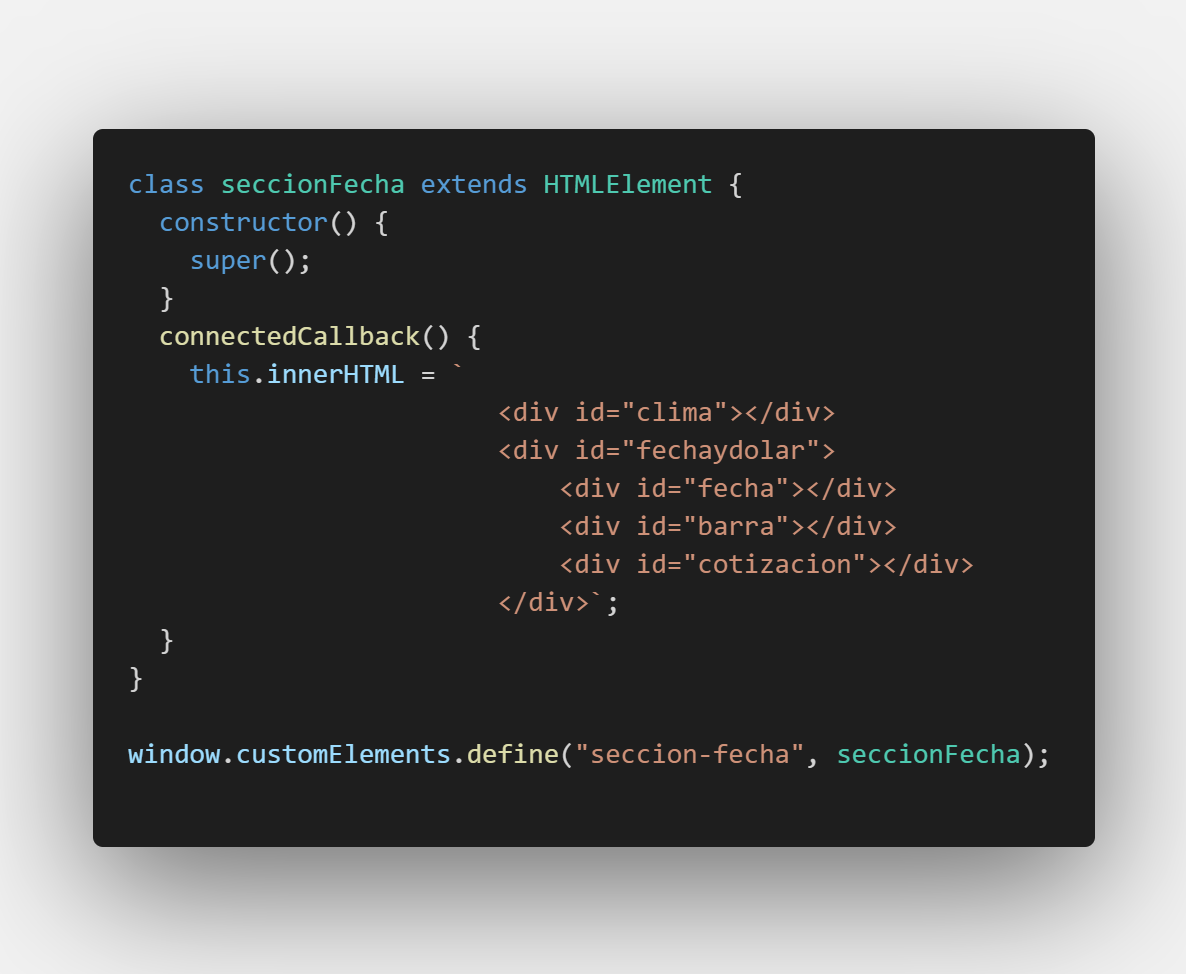 class seccionFecha extends HTMLElement {
  constructor() {
    super();
  }
  connectedCallback() {
    this.innerHTML = `
                        <div id="clima"></div>
                        <div id="fechaydolar">
                            <div id="fecha"></div>
                            <div id="barra"></div>
                            <div id="cotizacion"></div>
                        </div>`;
  }
}

window.customElements.define("seccion-fecha", seccionFecha);